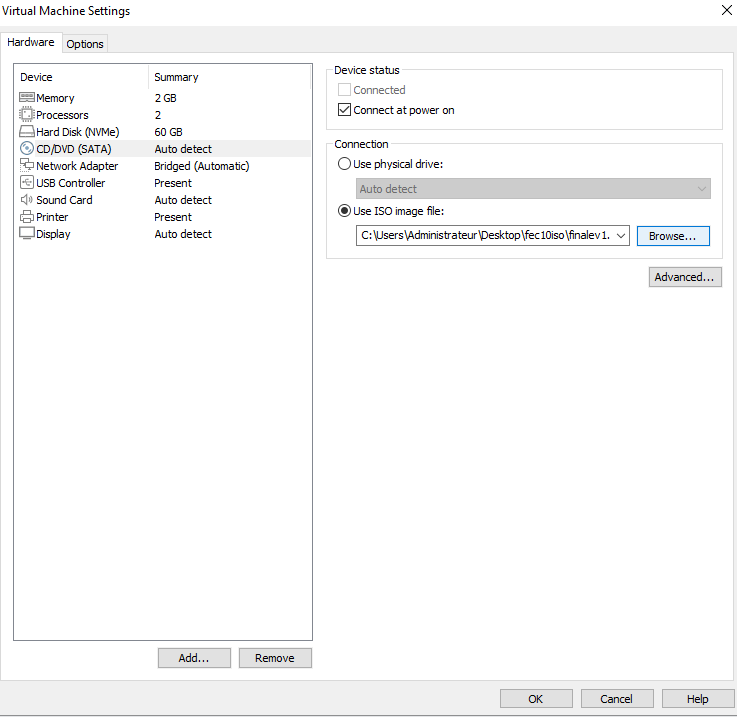 Virtual Machine Settings
Hardware Options
Device Summary
Memory 2 GB
Processors 2
Hard Disk (NVMe) 60 GB
CD/DVD (SATA) Auto detect
Network Adapter Bridged (Automatic)
USB Controller Present
Sound Card Auto detect
Printer Present
Display Auto detect
Add... Remove
Device status
Connected
Connect at power on
Connection
Use physical drive:
Auto detect
Use ISO image file:
C:\Users\Administrateur\Desktop\fec10iso\finalev1. Browse...
Advanced...
OK Cancel Help